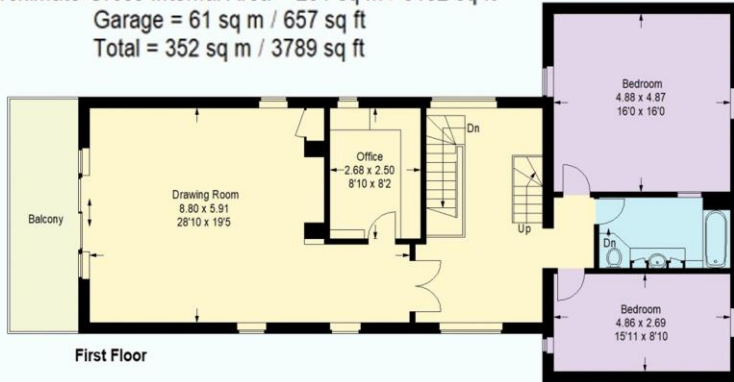 Garage = 61 sq m / 657 sq ft
Total = 352 sq m / 3789 sq ft
Bedroom
4.88 x 4.87
16'0 x 16'0
Dn
Office
2.68 x 2.50
8'10 x 8'2
Drawing Room
8.80 x 5.91
28'10 x 19'5
Balcony
Up
Dn
Bedroom
4.86 x 2.69
15'11 x 8'10
First Floor